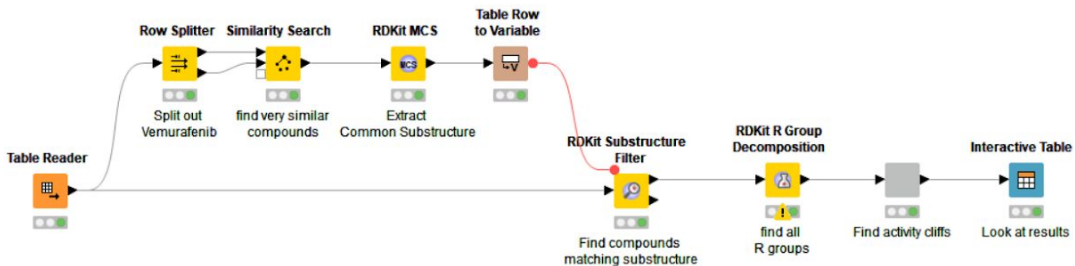 Row Splitter
Similarity Search
RDKit MCS
Table Row
to Variable
V
MCS
Split out
Vemurafenib
find very similar
compounds
Extract
Common Substructure
Table Reader
RDKit Substructure
Filter
RDKit R Group
Decomposition
Interactive Table
Find compounds
matching substructure
find all
R groups
Find activity cliffs
Look at results